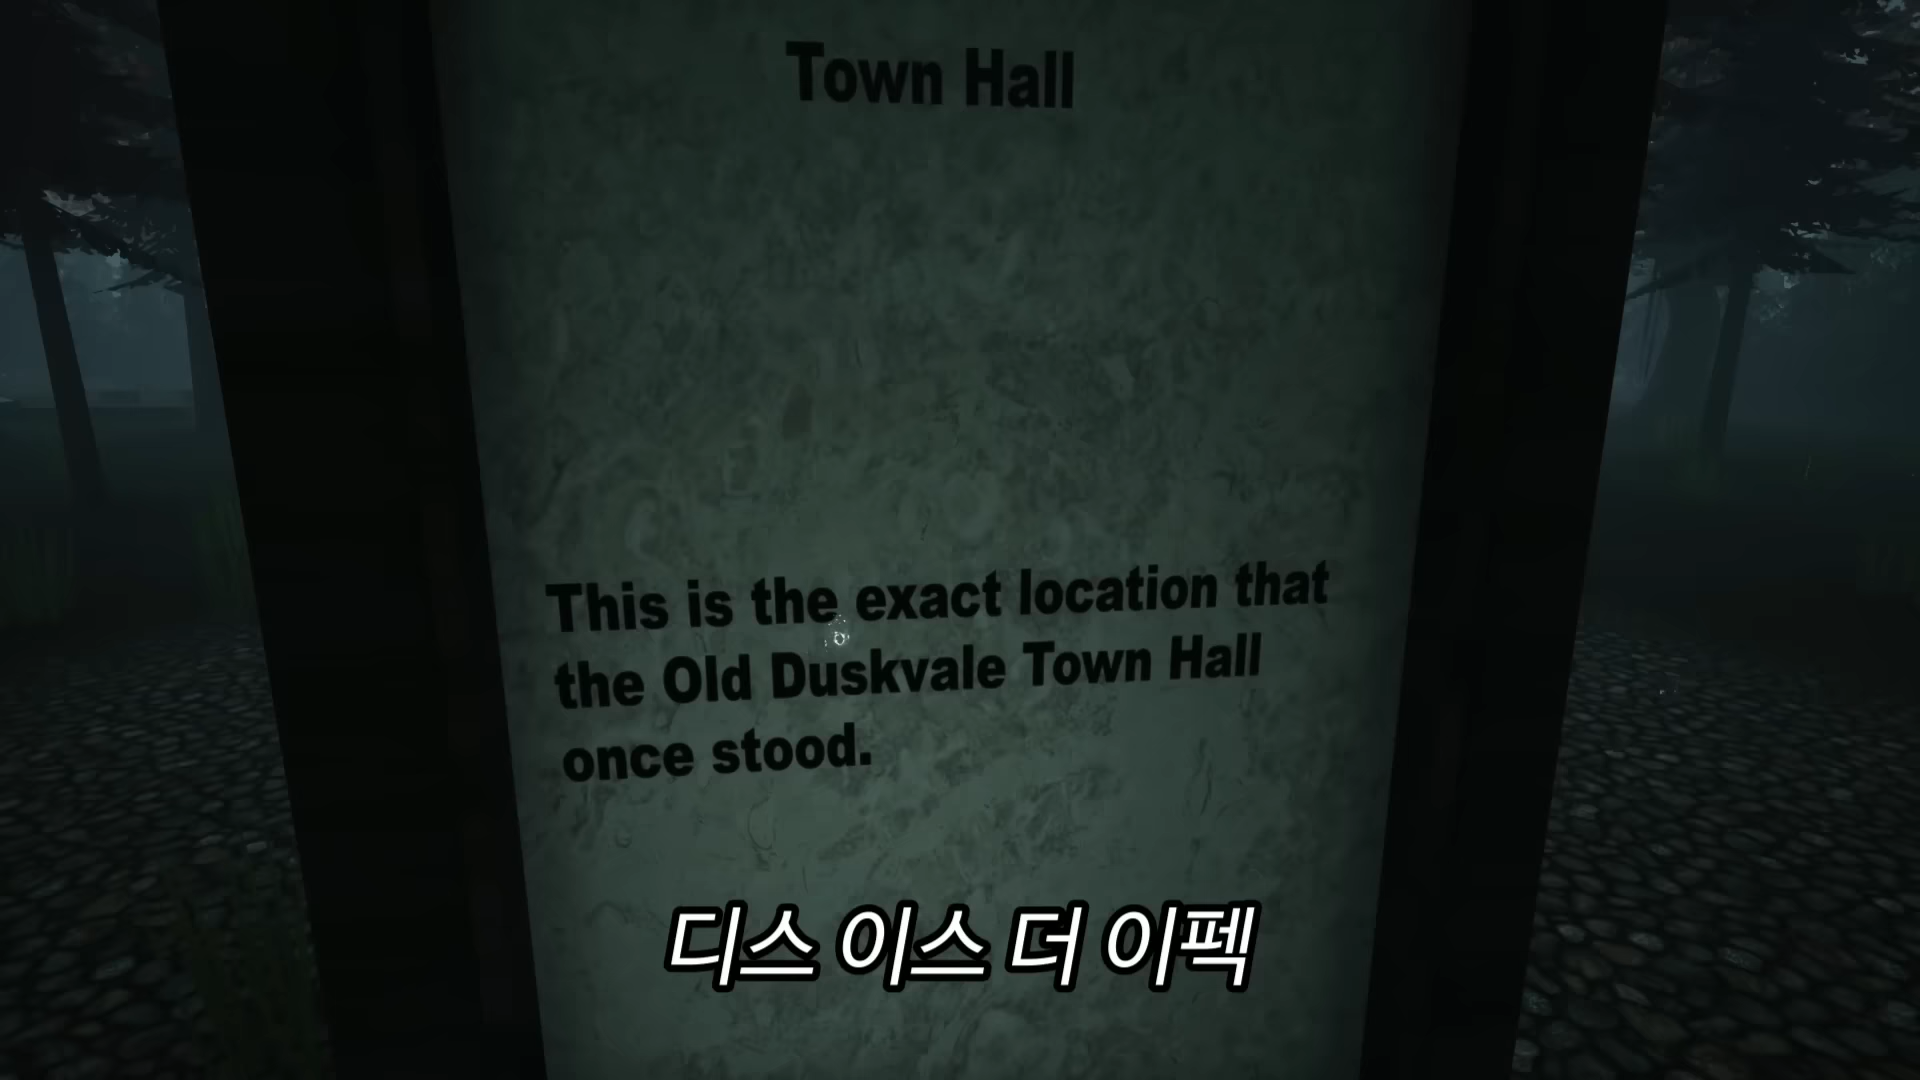 Town Hall
This is the exact location that
the Old Duskvale Town Hall
once stood.
디스 이스 더 이펙